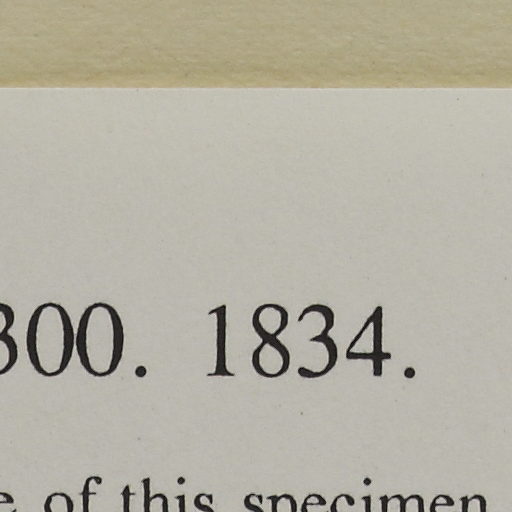 300. 1834.
of this specimen